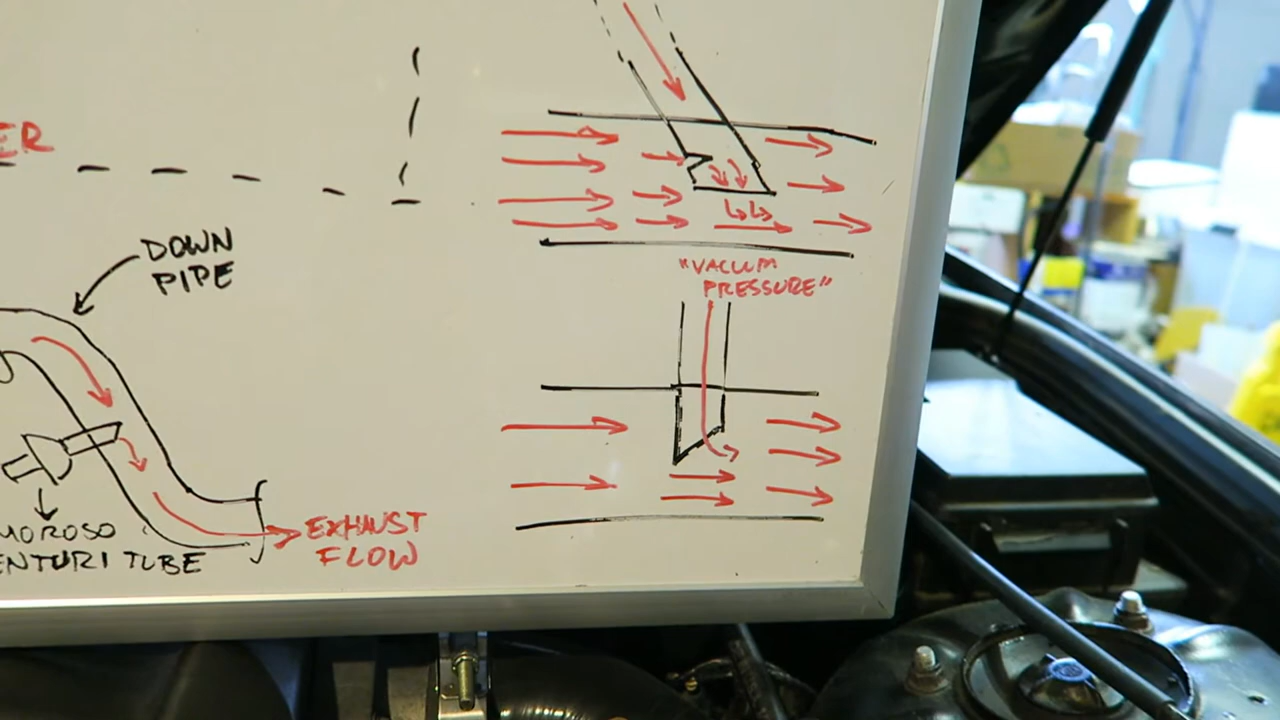 ER
DOWN
PIPE
MOROSO
ENTURI TUBE
EXHAUST
FLOW
"VACUUM
PRESSURE"